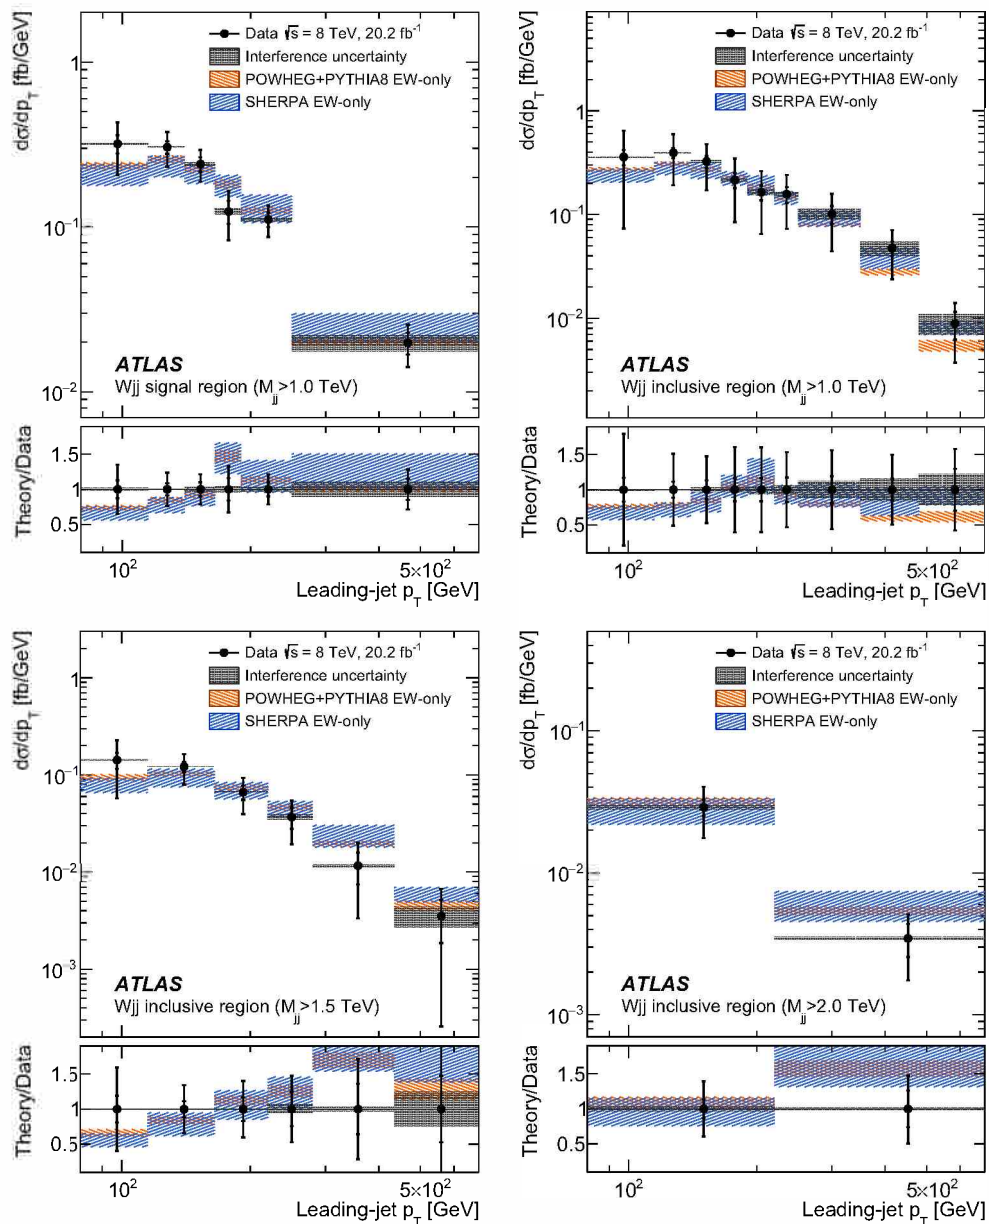 dσ/dp_T [fb/GeV]
Data √s = 8 TeV, 20.2 fb⁻¹
Interference uncertainty
POWHEG+PYTHIA8 EW-only
SHERPA EW-only
1
10⁻¹
10⁻²
ATLAS
Wjj signal region (M_jj>1.0 TeV)
Theory/Data
1.5
1
0.5
10²
5×10²
Leading-jet p_T [GeV]
dσ/dp_T [fb/GeV]
Data √s = 8 TeV, 20.2 fb⁻¹
Interference uncertainty
POWHEG+PYTHIA8 EW-only
SHERPA EW-only
1
10⁻¹
10⁻²
ATLAS
Wjj inclusive region (M_jj>1.0 TeV)
Theory/Data
1.5
1
0.5
10²
5×10²
Leading-jet p_T [GeV]
dσ/dp_T [fb/GeV]
Data √s = 8 TeV, 20.2 fb⁻¹
Interference uncertainty
POWHEG+PYTHIA8 EW-only
SHERPA EW-only
1
10⁻¹
10⁻²
10⁻³
ATLAS
Wjj inclusive region (M_jj>1.5 TeV)
Theory/Data
1.5
1
0.5
10²
5×10²
Leading-jet p_T [GeV]
dσ/dp_T [fb/GeV]
Data √s = 8 TeV, 20.2 fb⁻¹
Interference uncertainty
POWHEG+PYTHIA8 EW-only
SHERPA EW-only
10⁻¹
10⁻²
10⁻³
ATLAS
Wjj inclusive region (M_jj>2.0 TeV)
Theory/Data
1.5
1
0.5
10²
5×10²
Leading-jet p_T [GeV]